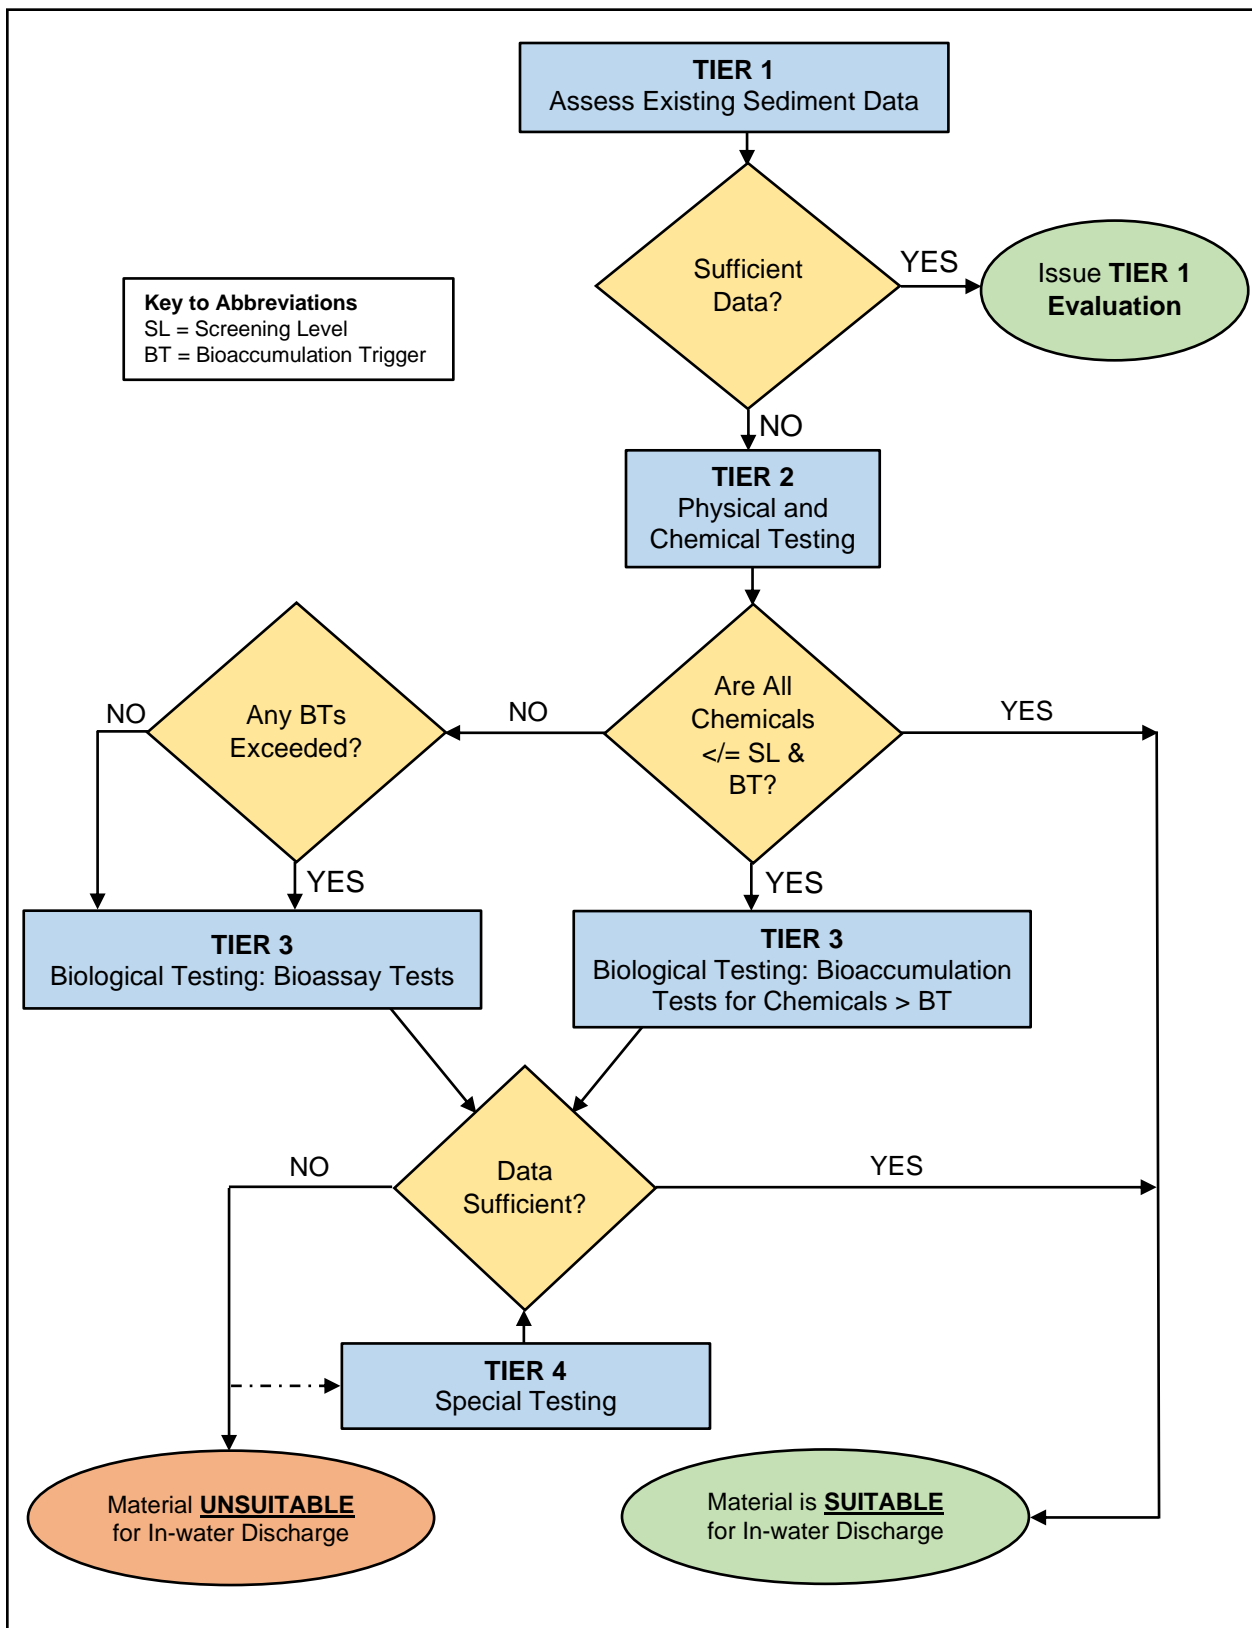 TIER 1
Assess Existing Sediment Data
Sufficient
Data?
YES
Issue TIER 1
Evaluation
Key to Abbreviations
SL = Screening Level
BT = Bioaccumulation Trigger
NO
TIER 2
Physical and
Chemical Testing
Are All
Chemicals
</= SL &
BT?
YES
NO
Any BTs
Exceeded?
NO
YES
YES
TIER 3
Biological Testing: Bioassay Tests
TIER 3
Biological Testing: Bioaccumulation
Tests for Chemicals > BT
Data
Sufficient?
NO
YES
TIER 4
Special Testing
Material UNSUITABLE
for In-water Discharge
Material is SUITABLE
for In-water Discharge